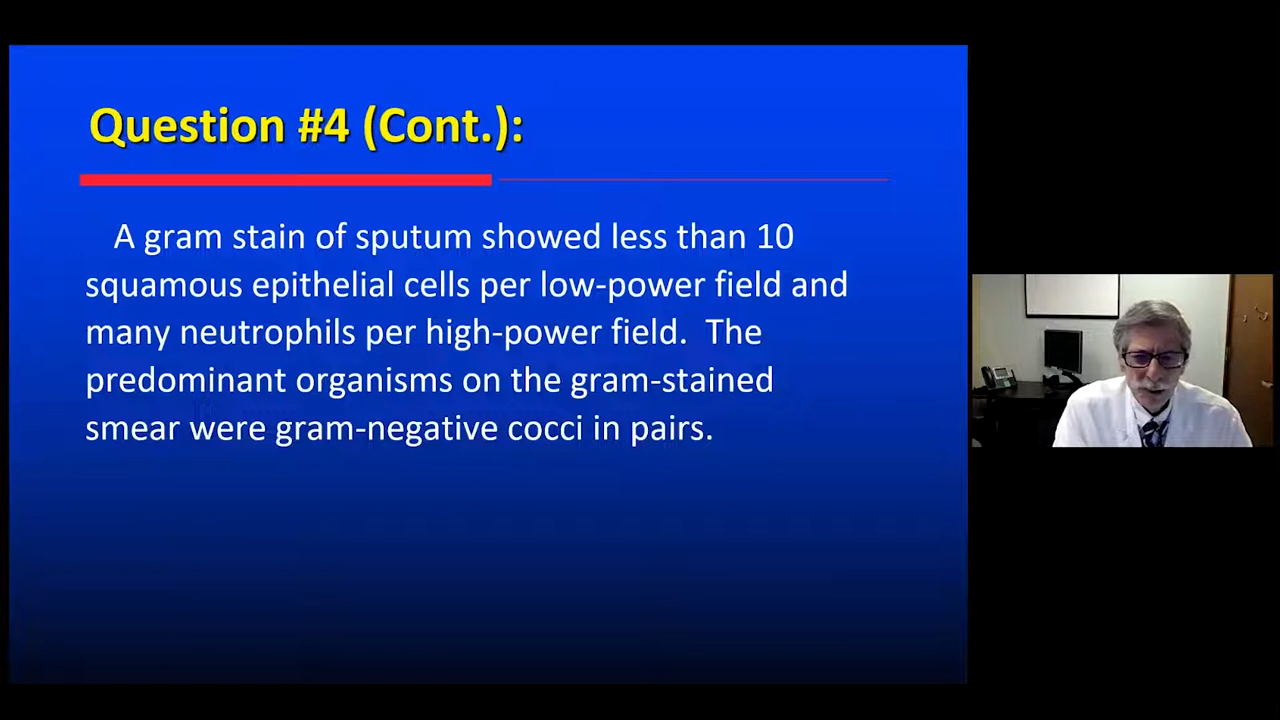 Question #4 (Cont.):
A gram stain of sputum showed less than 10
squamous epithelial cells per low-power field and
many neutrophils per high-power field.  The
predominant organisms on the gram-stained
smear were gram-negative cocci in pairs.